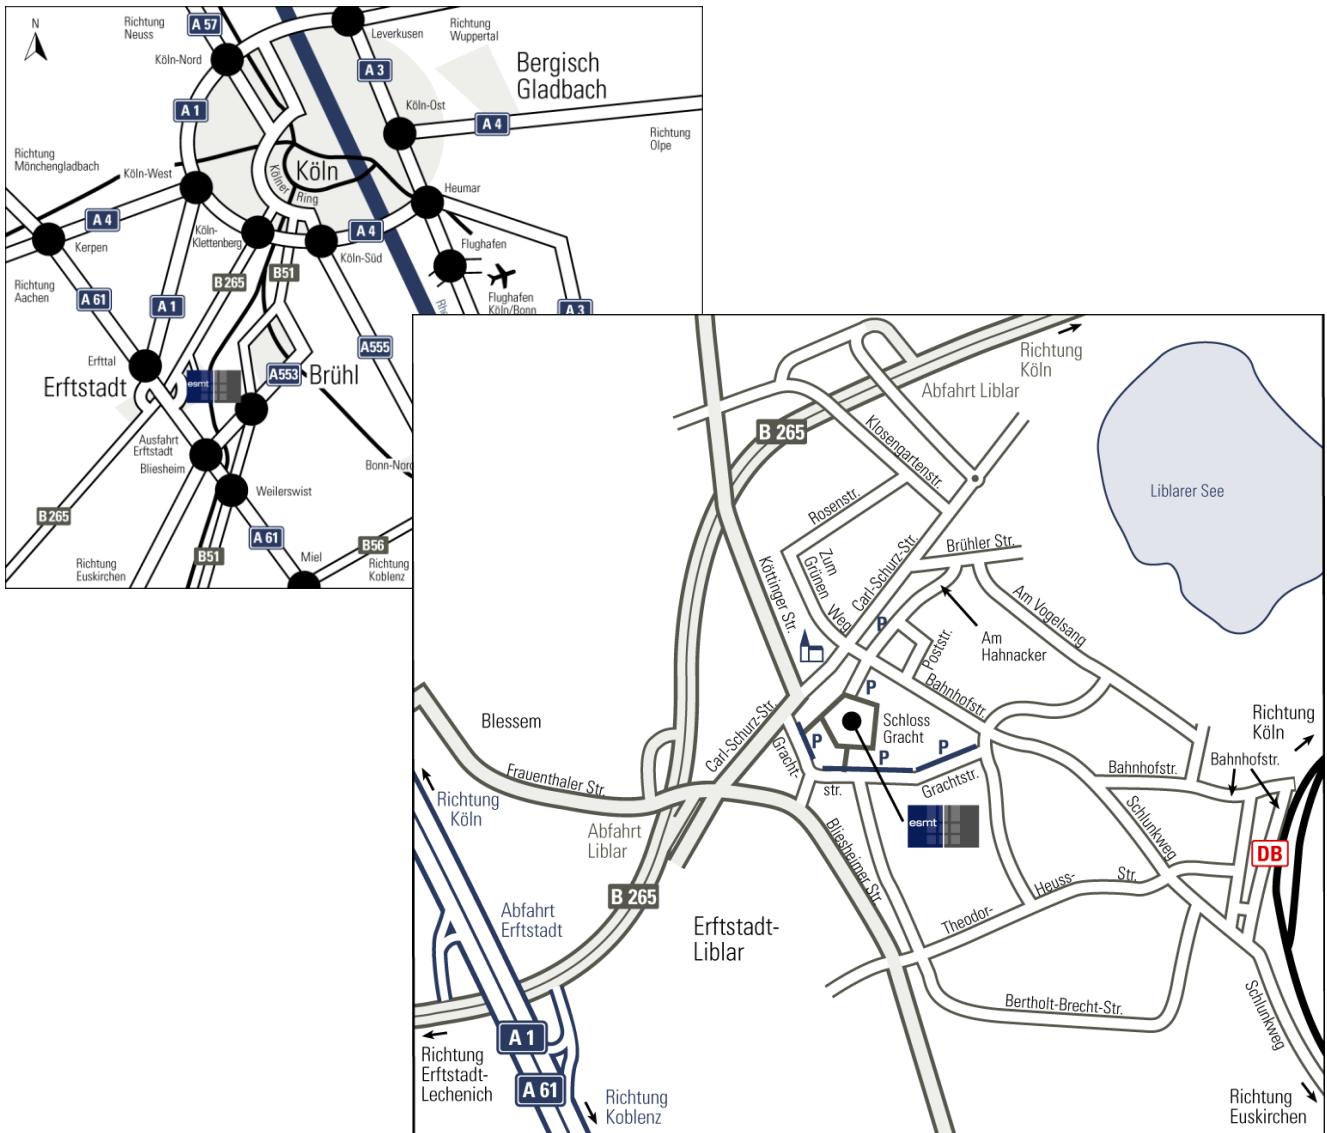 N
Richtung
Neuss
A 57
Leverkusen
Richtung
Wuppertal
Köln-Nord
A 3
Bergisch
Gladbach
A 1
Köln-Ost
A 4
Richtung
Olpe
Richtung
Mönchengladbach
Köln-West
Köln
Kölner
Ring
Heumar
A 4
Köln-
Klettenberg
A 4
Kerpen
Köln-Süd
Flughafen
B 265
B51
Richtung
Aachen
A 61
A 1
Flughafen
Köln/Bonn
A 3
A555
Erfttal
Erftstadt
esmt
A553
Brühl
Ausfahrt
Erftstadt
Bliesheim
Bonn-Nord
Weilerswist
B 265
A 61
B51
B56
Miel
Richtung
Euskirchen
Richtung
Koblenz
Richtung
Köln
Abfahrt Liblar
B 265
Klosengartenstr.
Liblarer See
Rosenstr.
Zum
Grünen
Weg
Carl-Schurz-Str.
Brühler Str.
Köttinger Str.
Am Vogelsang
P
Am
Hahnacker
Poststr.
P
Bahnhofstr.
Blessem
Carl-Schurz-Str.
Schloss
Gracht
Richtung
Köln
P
P
P
Gracht-
str.
Grachtstr.
Bahnhofstr.
Bahnhofstr.
Frauenthaler Str.
Richtung
Köln
Abfahrt
Liblar
Bliesheimer Str.
esmt
Schlunkweg
DB
B 265
Theodor-
Heuss-
Str.
Abfahrt
Erftstadt
Erftstadt-
Liblar
Bertholt-Brecht-Str.
Schlunkweg
A 1
Richtung
Erftstadt-
Lechenich
A 61
Richtung
Koblenz
Richtung
Euskirchen